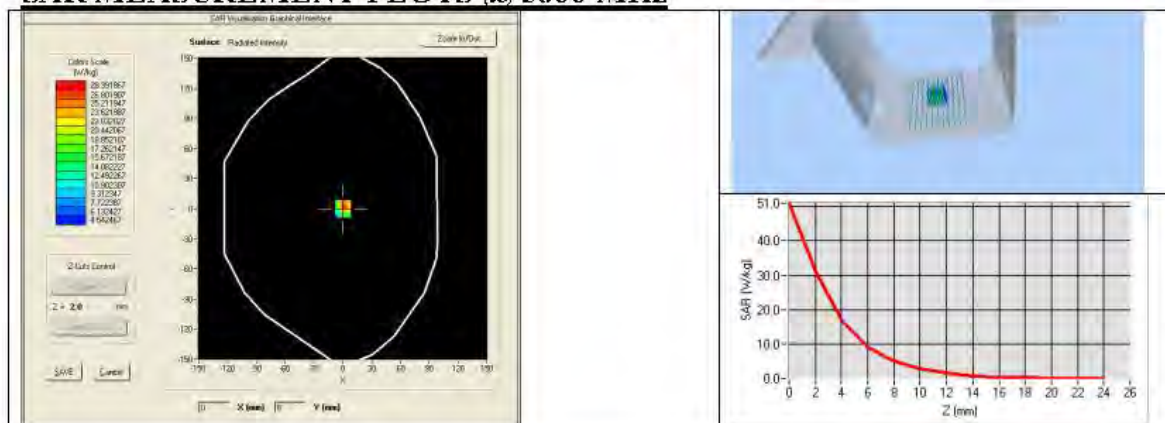 SAR MEASUREMENT PLOTS @
SAR Visualisation Graphical Interface
Surface Radiated Intensity
Zoom In/Out
Colors Scale
(W/kg)
28.391867
26.801907
25.211947
23.621987
22.032027
20.442067
18.852107
17.262147
15.672187
14.082227
12.492267
10.902307
9.312347
7.722387
6.132427
4.542467
150
120
90
60
30
0
-30
-60
-90
-120
-150
-150 -120 -90 -60 -30 0 30 60 90 120 150
X
Z-Cuts Control
Z = 2.0 mm
SAVE Cancel
0 X (mm) 0 Y (mm)
SAR (W/kg)
51.0
40.0
30.0
20.0
10.0
0.0
0 2 4 6 8 10 12 14 16 18 20 22 24 26
Z (mm)